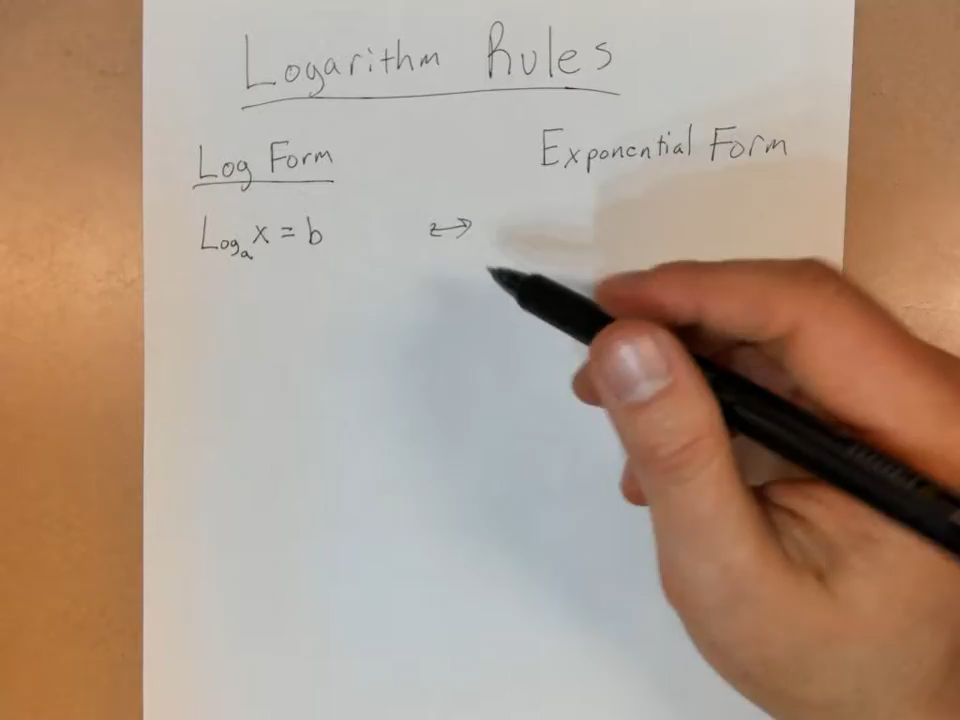 Logarithm Rules
Log Form Exponential Form
Logₐ x = b ↔